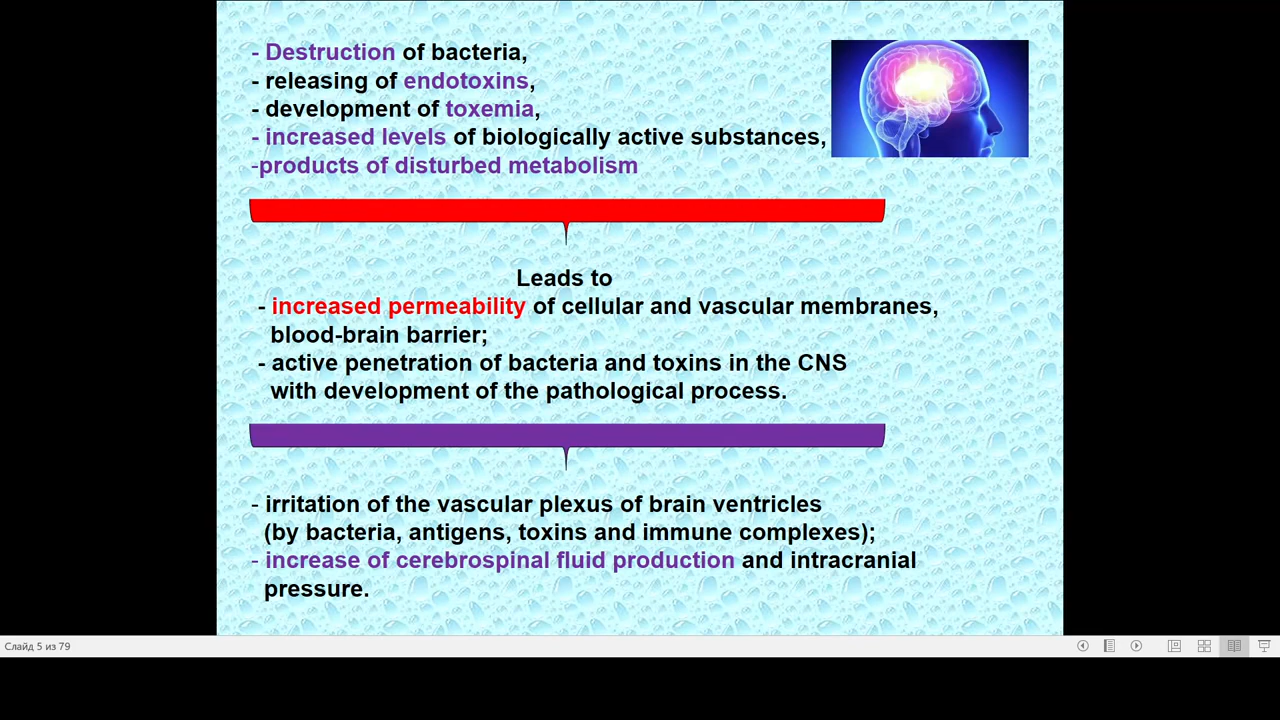 - Destruction of bacteria,
- releasing of endotoxins,
- development of toxemia,
- increased levels of biologically active substances,
-products of disturbed metabolism
Leads to
- increased permeability of cellular and vascular membranes,
blood-brain barrier;
- active penetration of bacteria and toxins in the CNS
with development of the pathological process.
- irritation of the vascular plexus of brain ventricles
(by bacteria, antigens, toxins and immune complexes);
- increase of cerebrospinal fluid production and intracranial
pressure.
Слайд 5 из 79